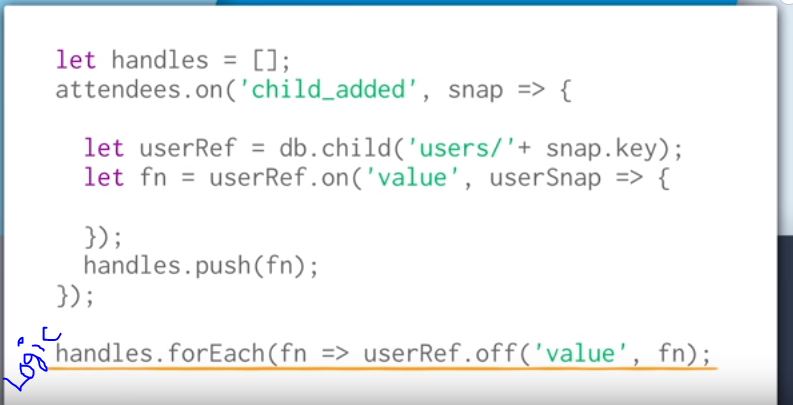 let handles = [];
attendees.on('child_added', snap => {
let userRef = db.child('users/'+ snap.key);
let fn = userRef.on('value', userSnap => {
});
handles.push(fn);
});
Logic
handles.forEach(fn => userRef.off('value', fn);